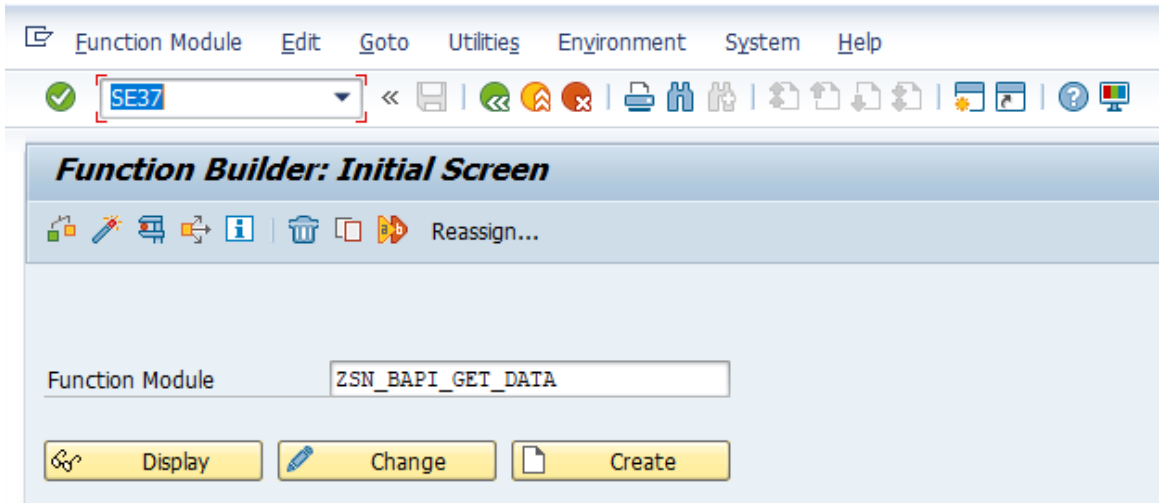 Function Module Edit Goto Utilities Environment System Help
SE37
Function Builder: Initial Screen
Reassign...
Function Module ZSN_BAPI_GET_DATA
Display Change Create